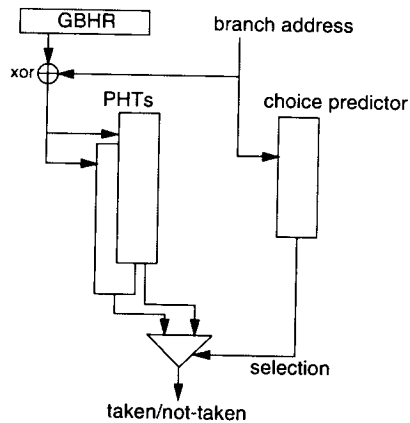 GBHR
branch address
xor
PHTs
choice predictor
selection
taken/not-taken